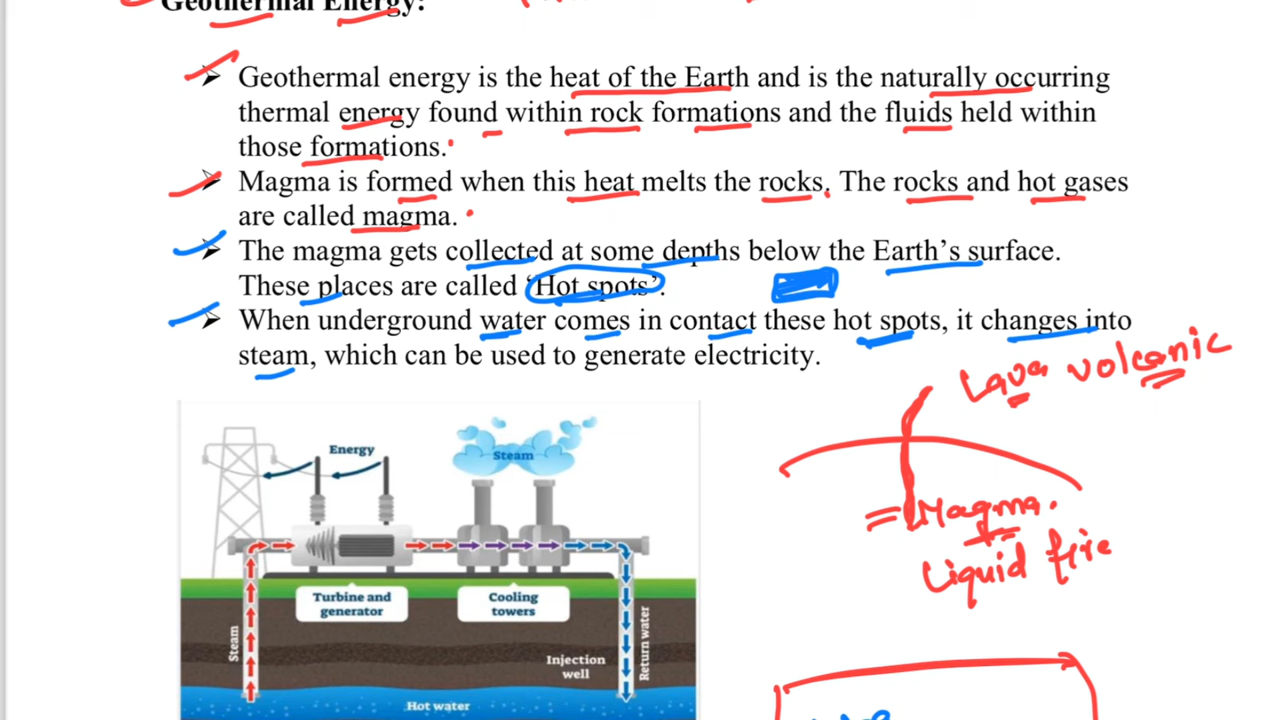 Geothermal Energy:
➢ Geothermal energy is the heat of the Earth and is the naturally occurring
thermal energy found within rock formations and the fluids held within
those formations.
➢ Magma is formed when this heat melts the rocks. The rocks and hot gases
are called magma.
➢ The magma gets collected at some depths below the Earth's surface.
These places are called 'Hot spots'.
➢ When underground water comes in contact these hot spots, it changes into
steam, which can be used to generate electricity.
Lava volcanic
Energy
Steam
= Magma.
Liquid fire
Turbine and
generator
Cooling
towers
Steam
Injection
well
Return water
Hot water